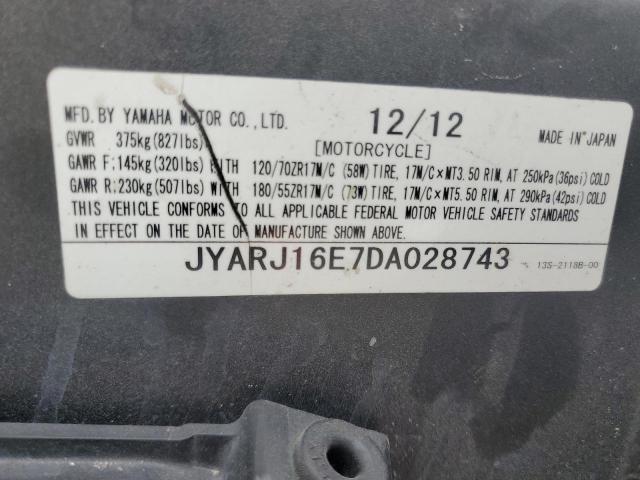 MFD. BY YAMAHA MOTOR CO., LTD. 12/12 MADE IN JAPAN
GVWR 375kg(827lbs) [MOTORCYCLE]
GAWR F:145kg(320lbs)WITH 120/70ZR17M/C (58W)TIRE, 17M/C×MT3.50 RIM, AT 250kPa(36psi)COLD
GAWR R:230kg(507lbs)WITH 180/55ZR17M/C (73W)TIRE, 17M/C×MT5.50 RIM, AT 290kPa(42psi)COLD
THIS VEHICLE CONFORMS TO ALL APPLICABLE FEDERAL MOTOR VEHICLE SAFETY STANDARDS
IN EFFECT ON THE DATE OF MANUFACTURE SHOWN ABOVE.
JYARJ16E7DA028743 13S-2118B-00